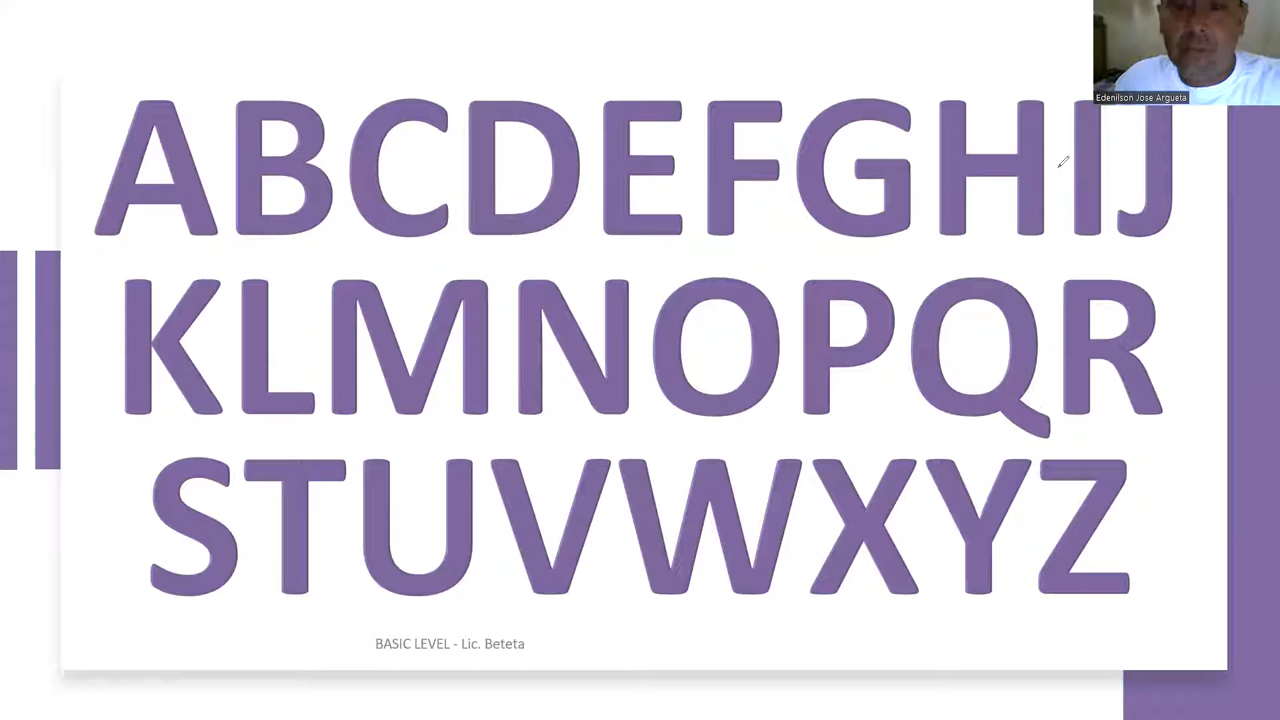 Edenilson Jose Argueta
ABCDEFGHIJ
KLMNOPQR
STUVWXYZ
BASIC LEVEL - Lic. Beteta